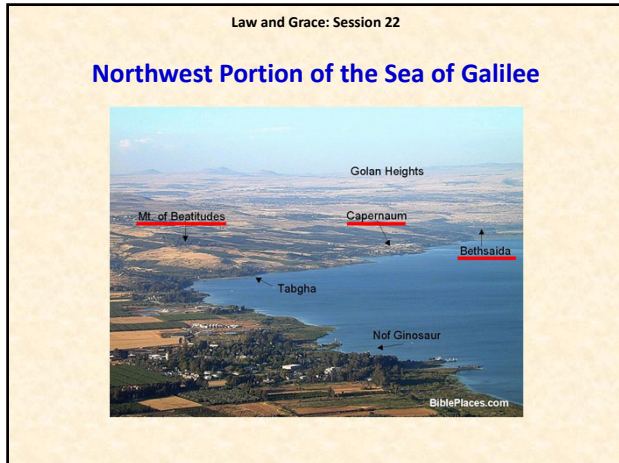 Law and Grace: Session 22
Northwest Portion of the Sea of Galilee
Golan Heights
Mt. of Beatitudes
Capernaum
Bethsaida
Tabgha
Nof Ginosaur
BiblePlaces.com